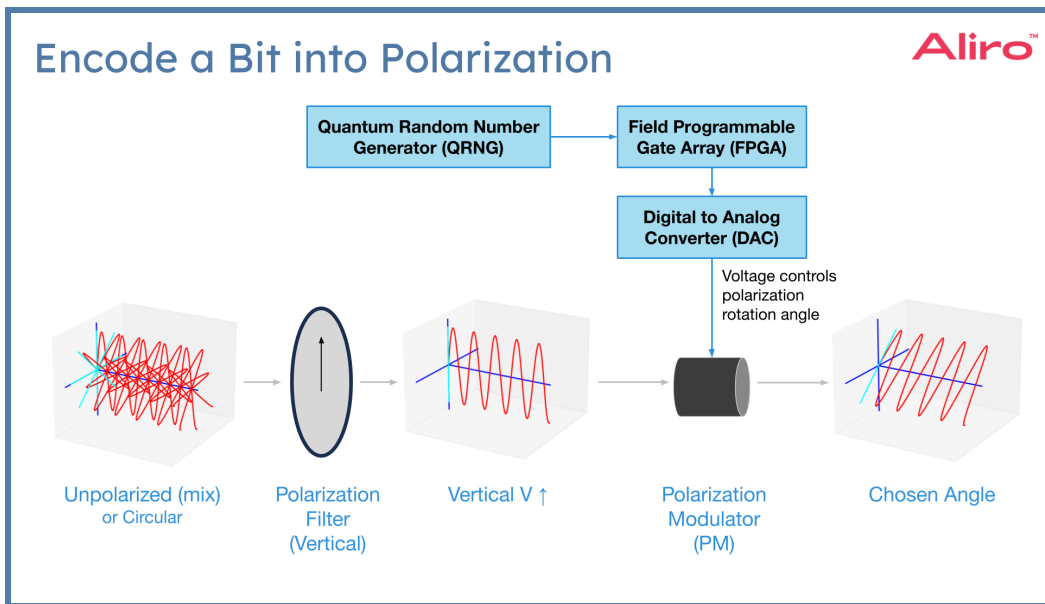 Encode a Bit into Polarization
Aliro™
Quantum Random Number
Generator (QRNG)
Field Programmable
Gate Array (FPGA)
Digital to Analog
Converter (DAC)
Voltage controls
polarization
rotation angle
Unpolarized (mix)
or Circular
Polarization
Filter
(Vertical)
Vertical V ↑
Polarization
Modulator
(PM)
Chosen Angle